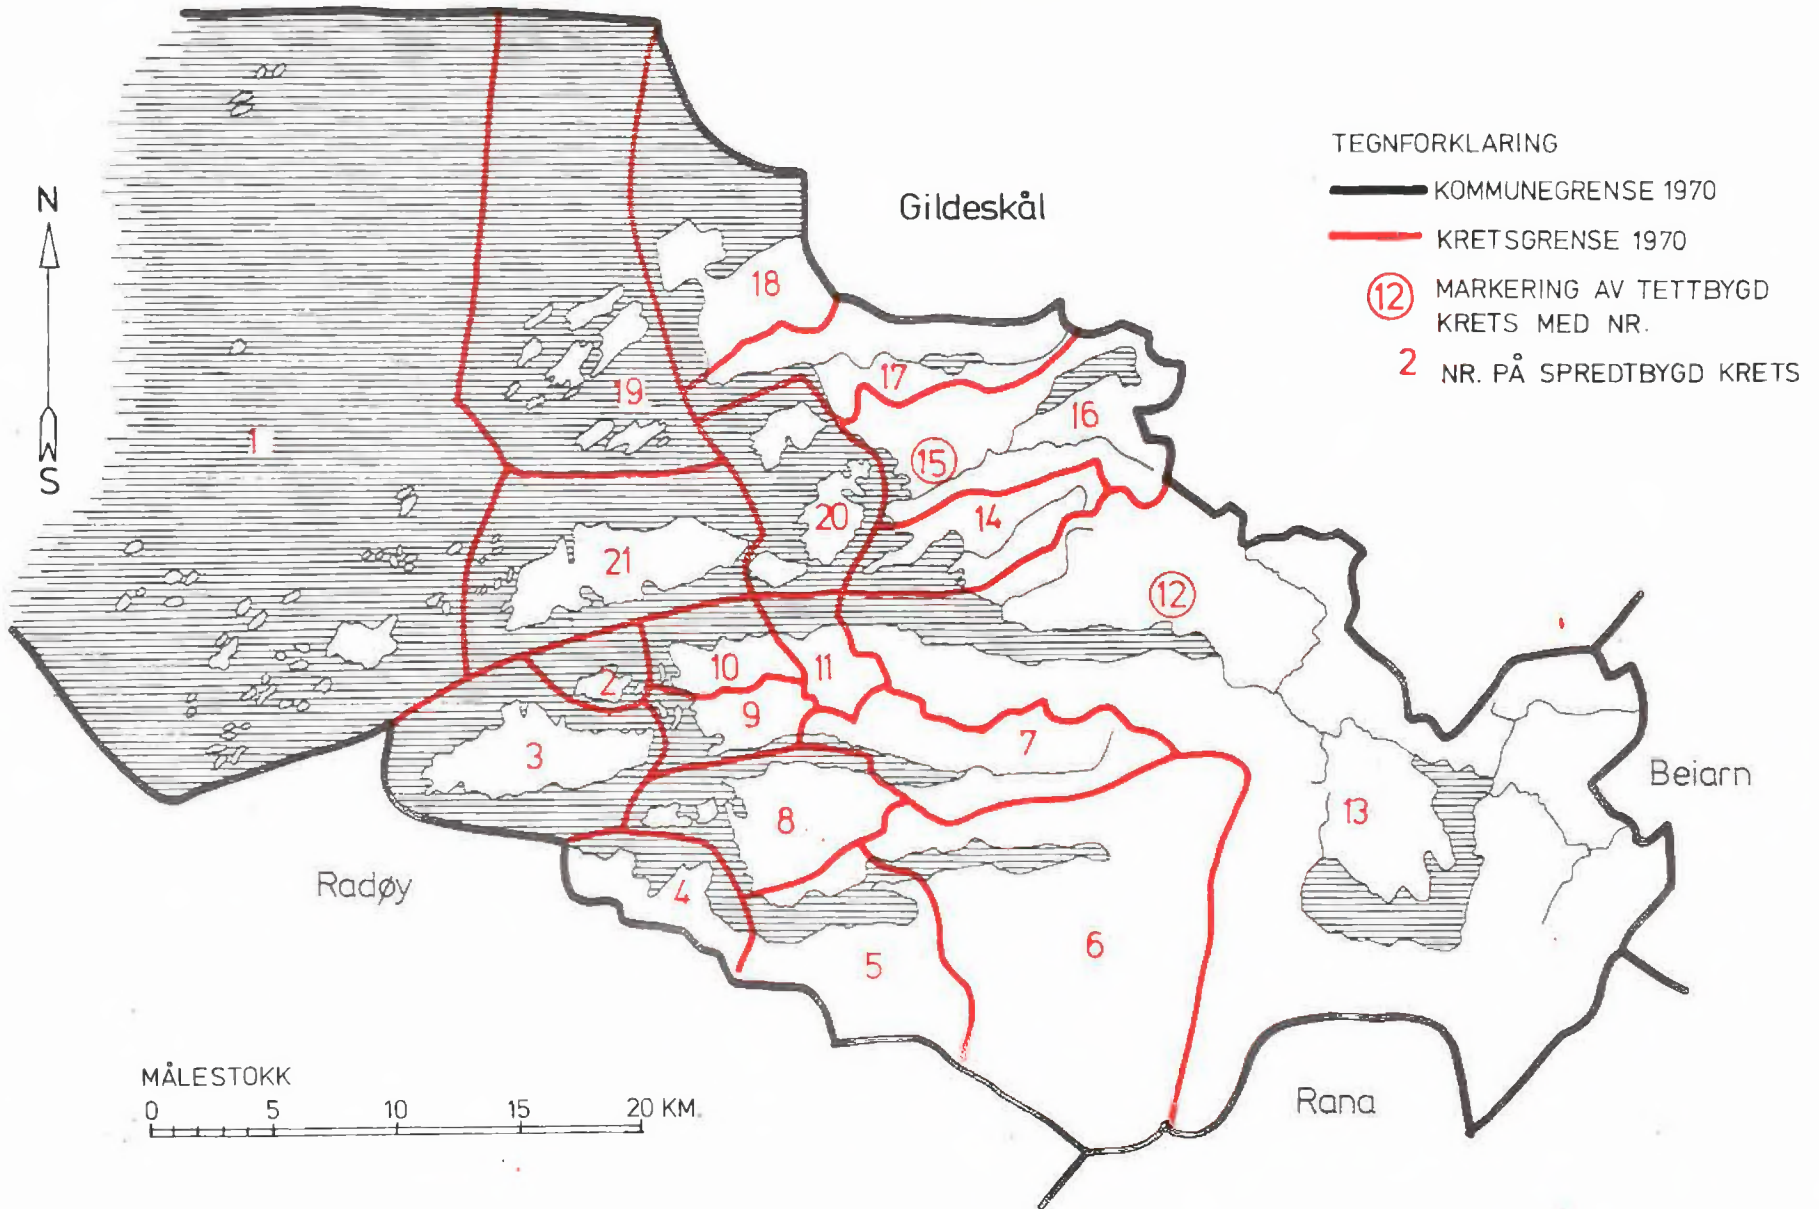 TEGNFORKLARING
KOMMUNEGRENSE 1970
KRETSGRENSE 1970
12 MARKERING AV TETTBYGD
KRETS MED NR.
2 NR. PÅ SPREDTBYGD KRETS
N
S
Gildeskål
18
17
19
16
1
15
20
14
21
12
10
11
2
9
7
3
Beiarn
13
8
Radøy
4
6
5
Rana
MÅLESTOKK
0 5 10 15 20 KM.